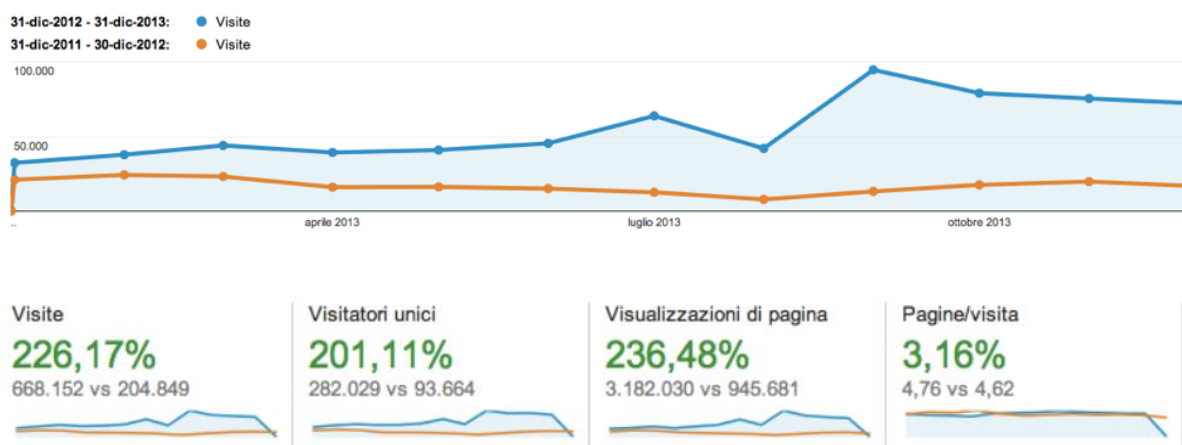 31-dic-2012 - 31-dic-2013: Visite
31-dic-2011 - 30-dic-2012: Visite
100.000
50.000
.. aprile 2013 luglio 2013 ottobre 2013
Visite Visitatori unici Visualizzazioni di pagina Pagine/visita
226,17% 201,11% 236,48% 3,16%
668.152 vs 204.849 282.029 vs 93.664 3.182.030 vs 945.681 4,76 vs 4,62